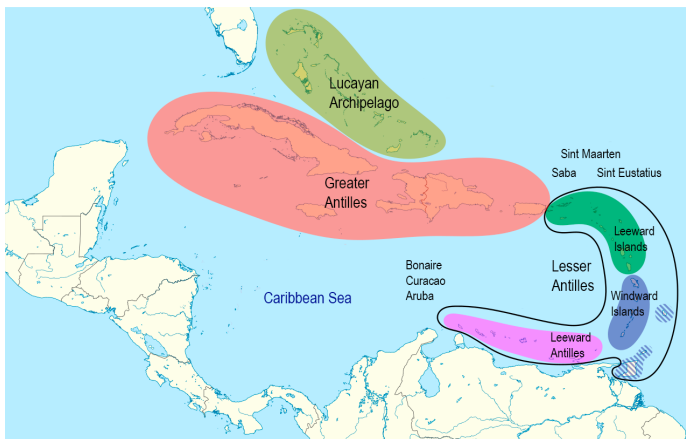 Lucayan
Archipelago
Sint Maarten
Saba Sint Eustatius
Greater
Antilles
Leeward
Islands
Bonaire
Curacao
Aruba
Lesser
Antilles
Caribbean Sea
Windward
Islands
Leeward
Antilles